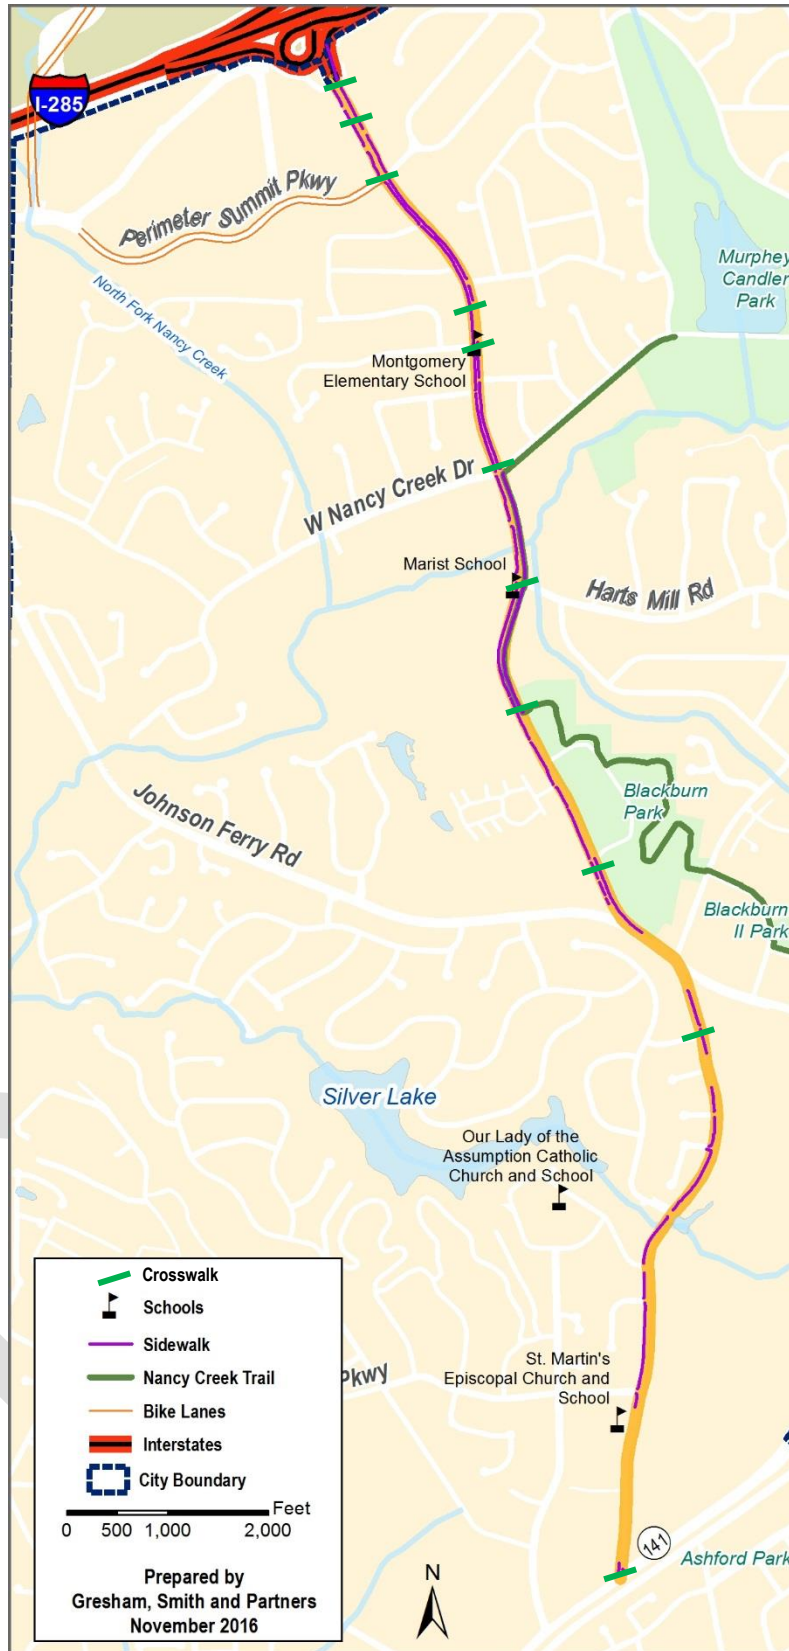 I-285
Perimeter Summit Pkwy
North Fork Nancy Creek
Murphey
Candler
Park
Montgomery
Elementary School
W Nancy Creek Dr
Marist School
Harts Mill Rd
Johnson Ferry Rd
Blackburn
Park
Blackburn
II Park
Silver Lake
Our Lady of the
Assumption Catholic
Church and School
St. Martin's
Episcopal Church and
School
Pkwy
141
Ashford Park
Crosswalk
Schools
Sidewalk
Nancy Creek Trail
Bike Lanes
Interstates
City Boundary
Feet
0 500 1,000 2,000
Prepared by
Gresham, Smith and Partners
November 2016
N